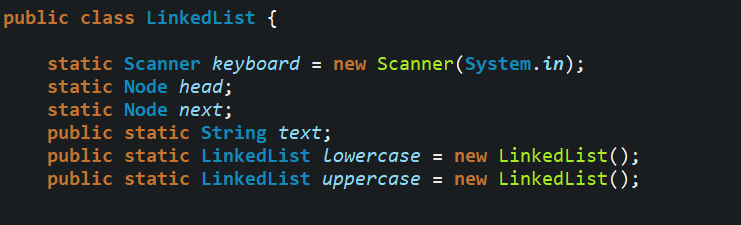 public class LinkedList {
static Scanner keyboard = new Scanner(System.in);
static Node head;
static Node next;
public static String text;
public static LinkedList lowercase = new LinkedList();
public static LinkedList uppercase = new LinkedList();